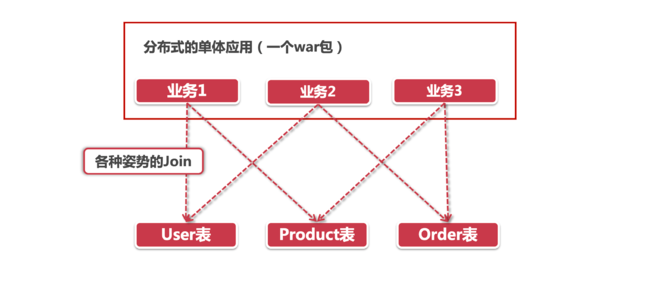 分布式的单体应用（一个war包）
业务1
业务2
业务3
各种姿势的Join
User表
Product表
Order表